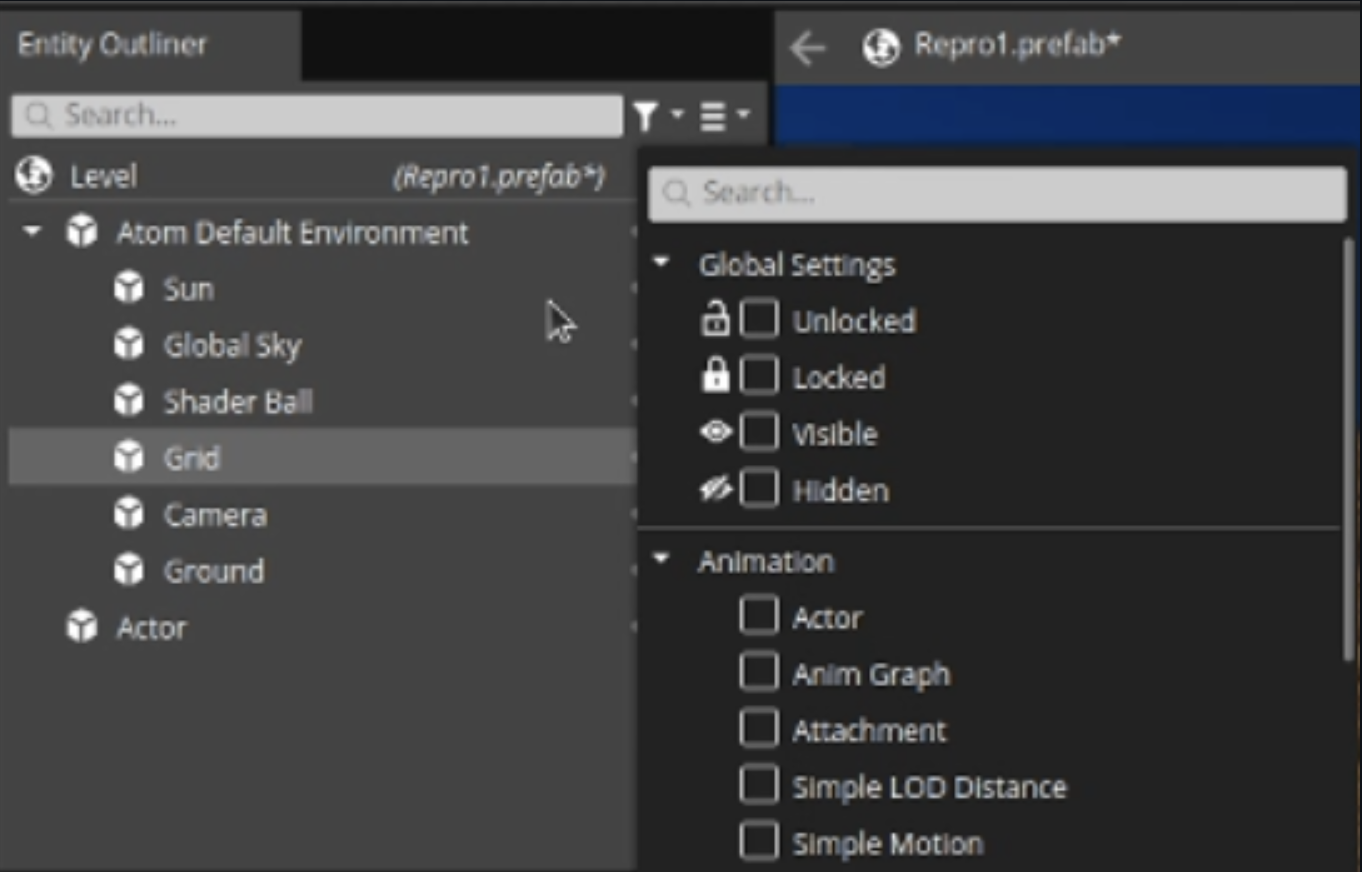 Entity Outliner
Repro1.prefab*
Search...
Level (Repro1.prefab*)
Atom Default Environment
Sun
Global Sky
Shader Ball
Grid
Camera
Ground
Actor
Search...
Global Settings
Unlocked
Locked
Visible
Hidden
Animation
Actor
Anim Graph
Attachment
Simple LOD Distance
Simple Motion